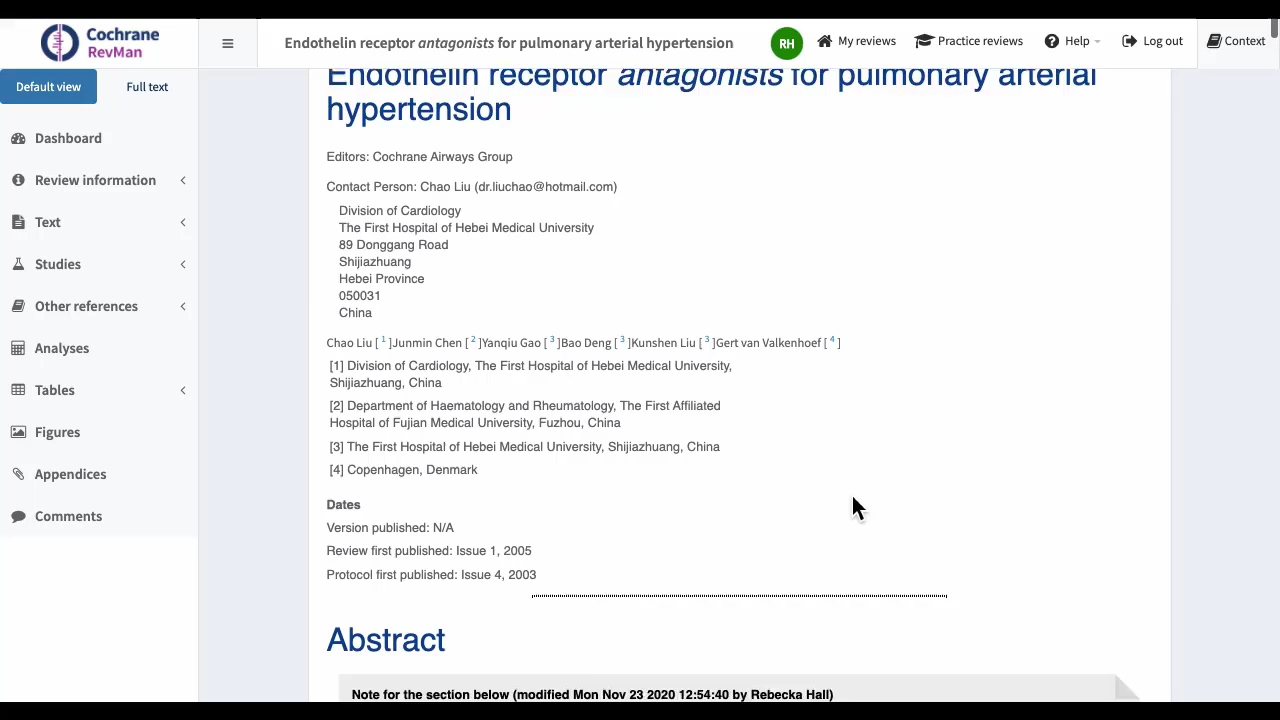 Cochrane
RevMan
Endothelin receptor antagonists for pulmonary arterial hypertension
RH
My reviews
Practice reviews
Help
Log out
Context
Default view
Full text
Dashboard
Review information
Text
Studies
Other references
Analyses
Tables
Figures
Appendices
Comments
Endothelin receptor antagonists for pulmonary arterial
hypertension
Editors: Cochrane Airways Group
Contact Person: Chao Liu (dr.liuchao@hotmail.com)
Division of Cardiology
The First Hospital of Hebei Medical University
89 Donggang Road
Shijiazhuang
Hebei Province
050031
China
Chao Liu [ 1 ]Junmin Chen [ 2 ]Yanqiu Gao [ 3 ]Bao Deng [ 3 ]Kunshen Liu [ 3 ]Gert van Valkenhoef [ 4 ]
[1] Division of Cardiology, The First Hospital of Hebei Medical University,
Shijiazhuang, China
[2] Department of Haematology and Rheumatology, The First Affiliated
Hospital of Fujian Medical University, Fuzhou, China
[3] The First Hospital of Hebei Medical University, Shijiazhuang, China
[4] Copenhagen, Denmark
Dates
Version published: N/A
Review first published: Issue 1, 2005
Protocol first published: Issue 4, 2003
Abstract
Note for the section below (modified Mon Nov 23 2020 12:54:40 by Rebecka Hall)